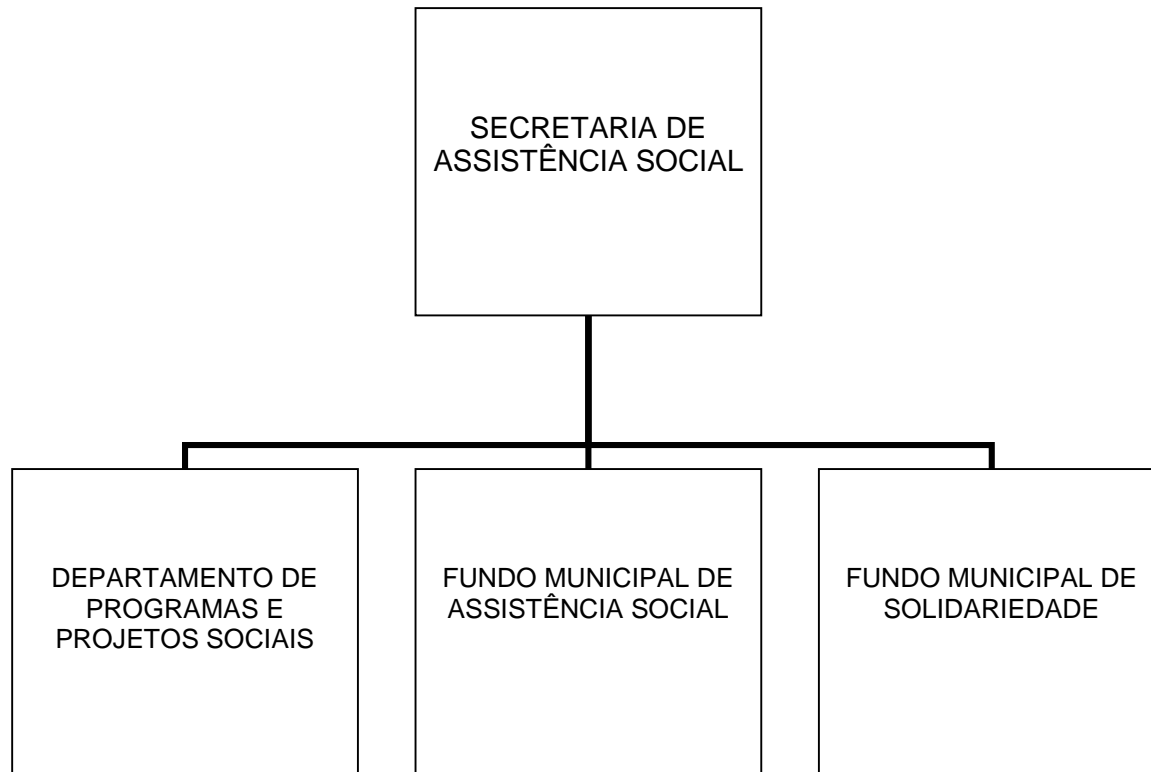 SECRETARIA DE
ASSISTÊNCIA SOCIAL
DEPARTAMENTO DE
PROGRAMAS E
PROJETOS SOCIAIS
FUNDO MUNICIPAL DE
ASSISTÊNCIA SOCIAL
FUNDO MUNICIPAL DE
SOLIDARIEDADE